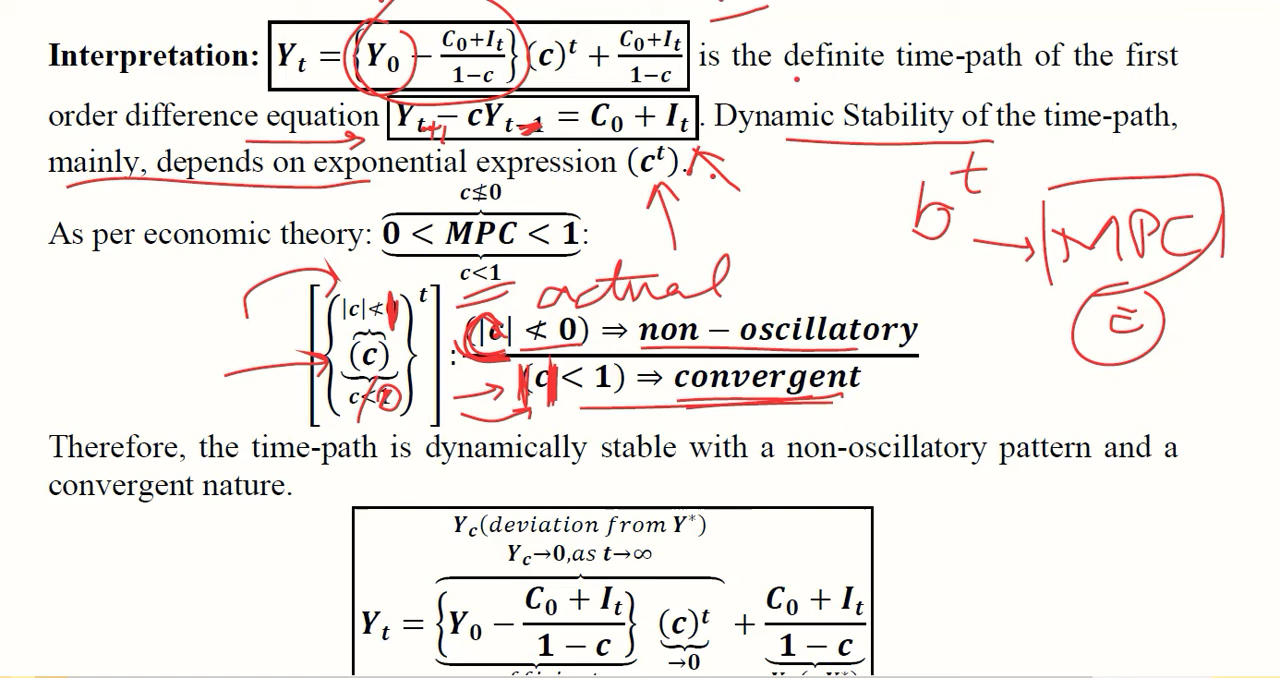 Interpretation: Y_t = {Y_0 − (C_0+I_t)/(1−c)} (c)^t + (C_0+I_t)/(1−c) is the definite time-path of the first
order difference equation Y_t+1 − cY_t−1 = C_0 + I_t. Dynamic Stability of the time-path,
mainly, depends on exponential expression (c^t).
b^t → MPC
c≰0
As per economic theory: 0 < MPC < 1:
c<1
= actual
[{|c|≮ (c) c< }^t] : (|c| ≮ 0) ⇒ non − oscillatory
(c < 1) ⇒ convergent
Therefore, the time-path is dynamically stable with a non-oscillatory pattern and a
convergent nature.
Y_c(deviation from Y*)
Y_c→0,as t→∞
Y_t = {Y_0 − (C_0 + I_t)/(1 − c)} (c)^t + (C_0 + I_t)/(1 − c)
→0